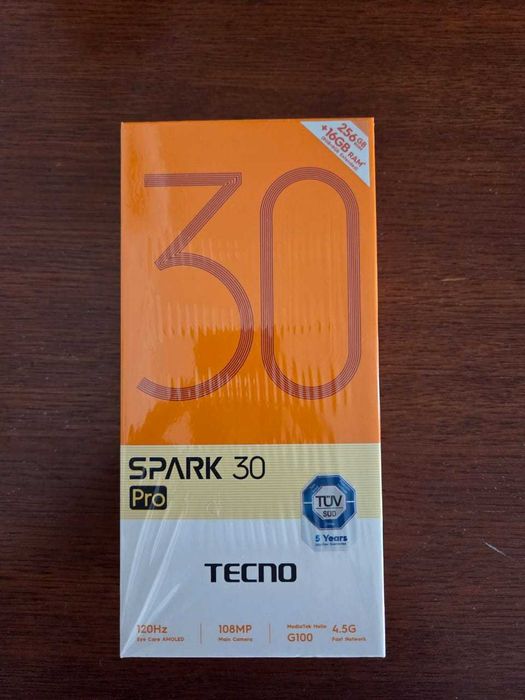 256GB
+16GB RAM*
30
SPARK 30
Pro
TÜV
SÜD
5 Years
TECNO
120Hz
Eye Care AMOLED
108MP
Main Camera
MediaTek Helio
G100
4.5G
Fast Network